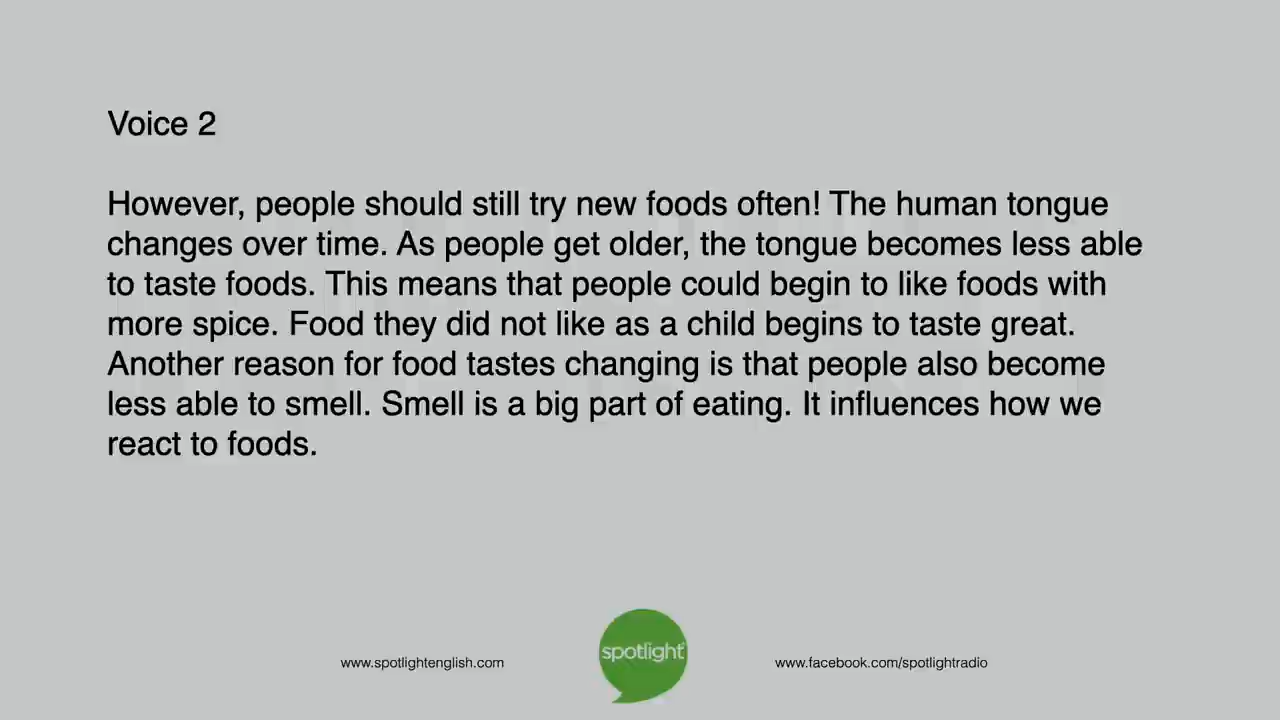 Voice 2
However, people should still try new foods often! The human tongue
changes over time. As people get older, the tongue becomes less able
to taste foods. This means that people could begin to like foods with
more spice. Food they did not like as a child begins to taste great.
Another reason for food tastes changing is that people also become
less able to smell. Smell is a big part of eating. It influences how we
react to foods.
www.spotlightenglish.com
spotlight
www.facebook.com/spotlightradio